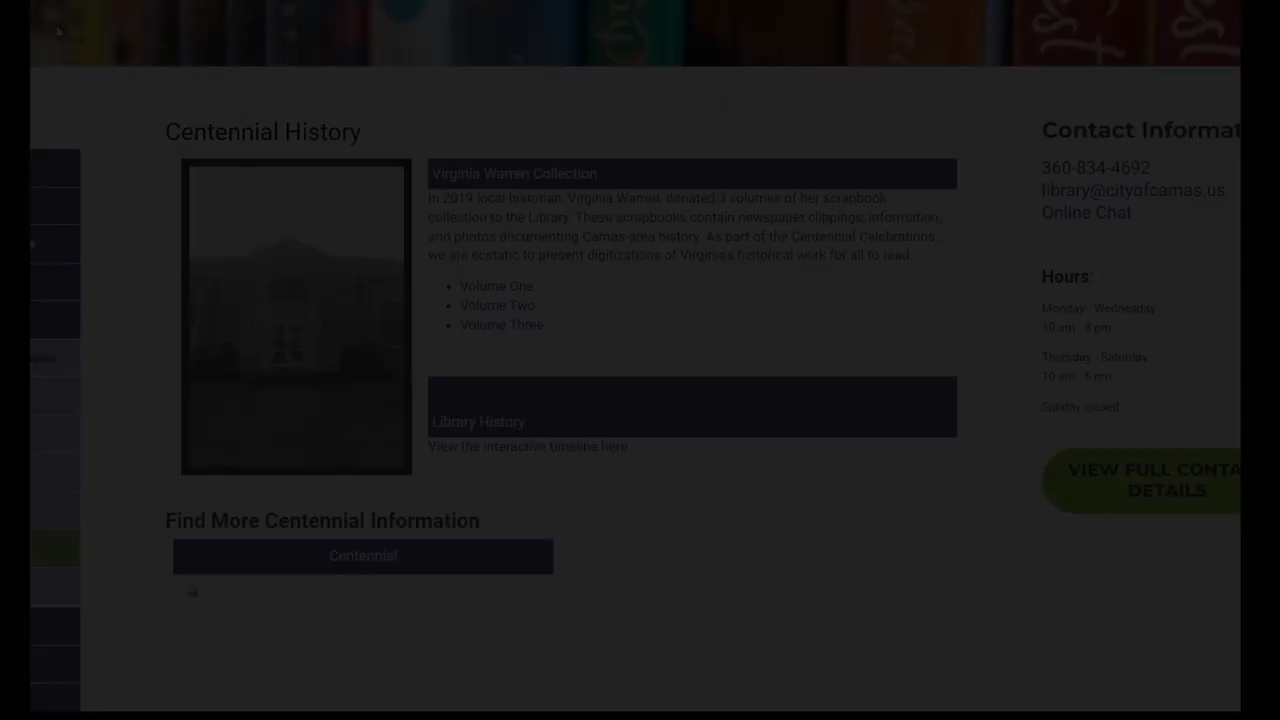 Centennial History
Virginia Warren Collection
In 2019 local historian, Virginia Warren, donated 3 volumes of her scrapbook
collection to the Library. These scrapbooks contain newspaper clippings, information,
and photos documenting Camas-area history. As part of the Centennial Celebrations,
we are ecstatic to present digitizations of Virginia's historical work for all to read
• Volume One
• Volume Two
• Volume Three
Library History
View the interactive timeline here
Find More Centennial Information
Centennial
Contact Informat
360-834-4692
library@cityofcamas.us
Online Chat
Hours:
Monday - Wednesday
10 am - 8 pm
Thursday - Saturday
10 am - 6 pm
Sunday closed
VIEW FULL CONTA
DETAILS